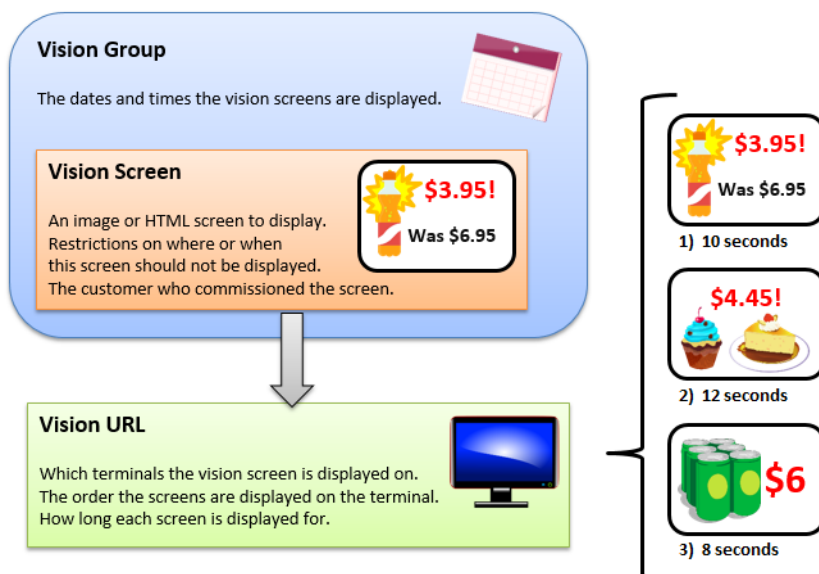 Vision Group
The dates and times the vision screens are displayed.
Vision Screen
An image or HTML screen to display.
Restrictions on where or when
this screen should not be displayed.
The customer who commissioned the screen.
$3.95!
Was $6.95
Vision URL
Which terminals the vision screen is displayed on.
The order the screens are displayed on the terminal.
How long each screen is displayed for.
$3.95!
Was $6.95
1) 10 seconds
$4.45!
2) 12 seconds
$6
3) 8 seconds